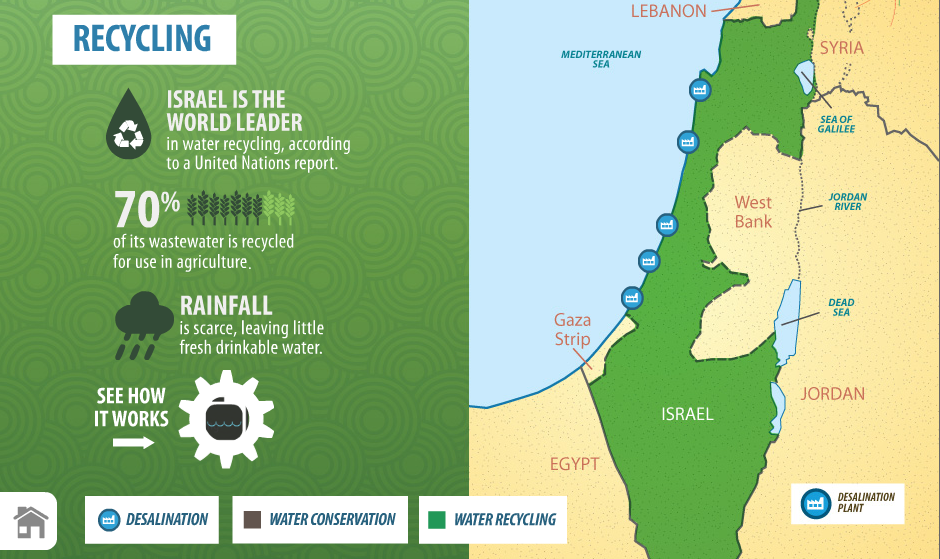 RECYCLING
ISRAEL IS THE
WORLD LEADER
in water recycling, according
to a United Nations report.
70%
of its wastewater is recycled
for use in agriculture.
RAINFALL
is scarce, leaving little
fresh drinkable water.
SEE HOW
IT WORKS
DESALINATION
WATER CONSERVATION
WATER RECYCLING
LEBANON
MEDITERRANEAN
SEA
SYRIA
SEA OF
GALILEE
West
Bank
JORDAN
RIVER
DEAD
SEA
Gaza
Strip
JORDAN
ISRAEL
EGYPT
DESALINATION
PLANT